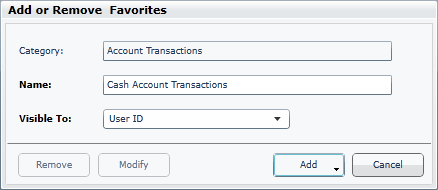 Add or Remove Favorites
Category: Account Transactions
Name: Cash Account Transactions
Visible To: User ID
Remove Modify Add Cancel